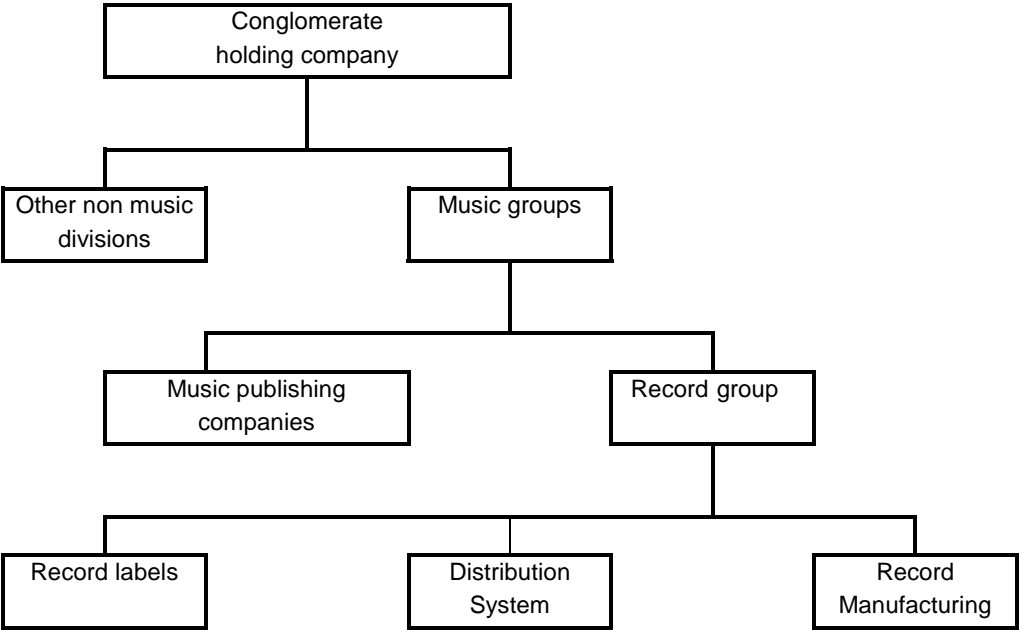 Conglomerate
holding company
Other non music
divisions
Music groups
Music publishing
companies
Record group
Record labels
Distribution
System
Record
Manufacturing